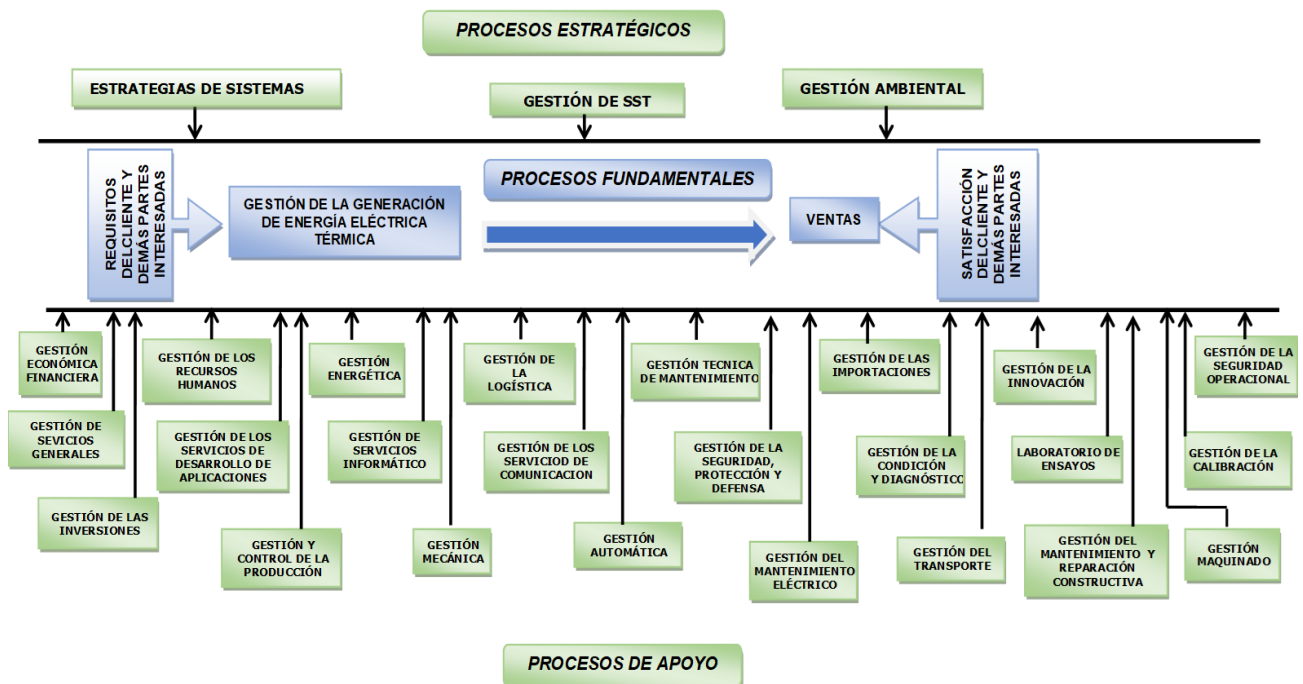 PROCESOS ESTRATÉGICOS
ESTRATEGIAS DE SISTEMAS
GESTIÓN DE SST
GESTIÓN AMBIENTAL
REQUISITOS
DELCLIENTE Y
DEMÁS PARTES
INTERESADAS
PROCESOS FUNDAMENTALES
GESTIÓN DE LA GENERACIÓN
DE ENERGÍA ELÉCTRICA
TÉRMICA
VENTAS
SATISFACCIÓN
DELCLIENTE Y
DEMÁS PARTES
INTERESADAS
GESTIÓN
ECONÓMICA
FINANCIERA
GESTIÓN DE LOS
RECURSOS
HUMANOS
GESTIÓN
ENERGÉTICA
GESTIÓN DE
LA
LOGÍSTICA
GESTIÓN TECNICA
DE MANTENIMIENTO
GESTIÓN DE LAS
IMPORTACIONES
GESTIÓN DE LA
INNOVACIÓN
GESTIÓN DE LA
SEGURIDAD
OPERACIONAL
GESTIÓN DE
SEVICIOS
GENERALES
GESTIÓN DE LOS
SERVICIOS DE
DESARROLLO DE
APLICACIONES
GESTIÓN DE
SERVICIOS
INFORMÁTICO
GESTIÓN DE LOS
SERVICIOD DE
COMUNICACION
GESTIÓN DE LA
SEGURIDAD,
PROTECCIÓN Y
DEFENSA
GESTIÓN DE LA
CONDICIÓN
Y DIAGNÓSTICO
LABORATORIO DE
ENSAYOS
GESTIÓN DE LA
CALIBRACIÓN
GESTIÓN DE LAS
INVERSIONES
GESTIÓN Y
CONTROL DE LA
PRODUCCIÓN
GESTIÓN
MECÁNICA
GESTIÓN
AUTOMÁTICA
GESTIÓN DEL
MANTENIMIENTO
ELÉCTRICO
GESTIÓN DEL
TRANSPORTE
GESTIÓN DEL
MANTENIMIENTO Y
REPARACIÓN
CONSTRUCTIVA
GESTIÓN
MAQUINADO
PROCESOS DE APOYO